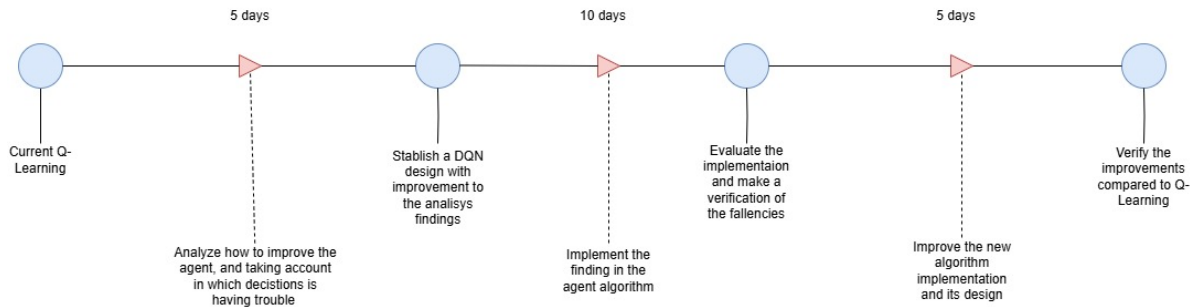 5 days
10 days
5 days
Current Q-
Learning
Stablish a DQN
design with
improvement to
the analisys
findings
Evaluate the
implementaion
and make a
verification of
the fallencies
Verify the
improvements
compared to Q-
Learning
Analyze how to improve the
agent, and taking account
in which decisions is
having trouble
Implement the
finding in the
agent algorithm
Improve the new
algorithm
implementation
and its design